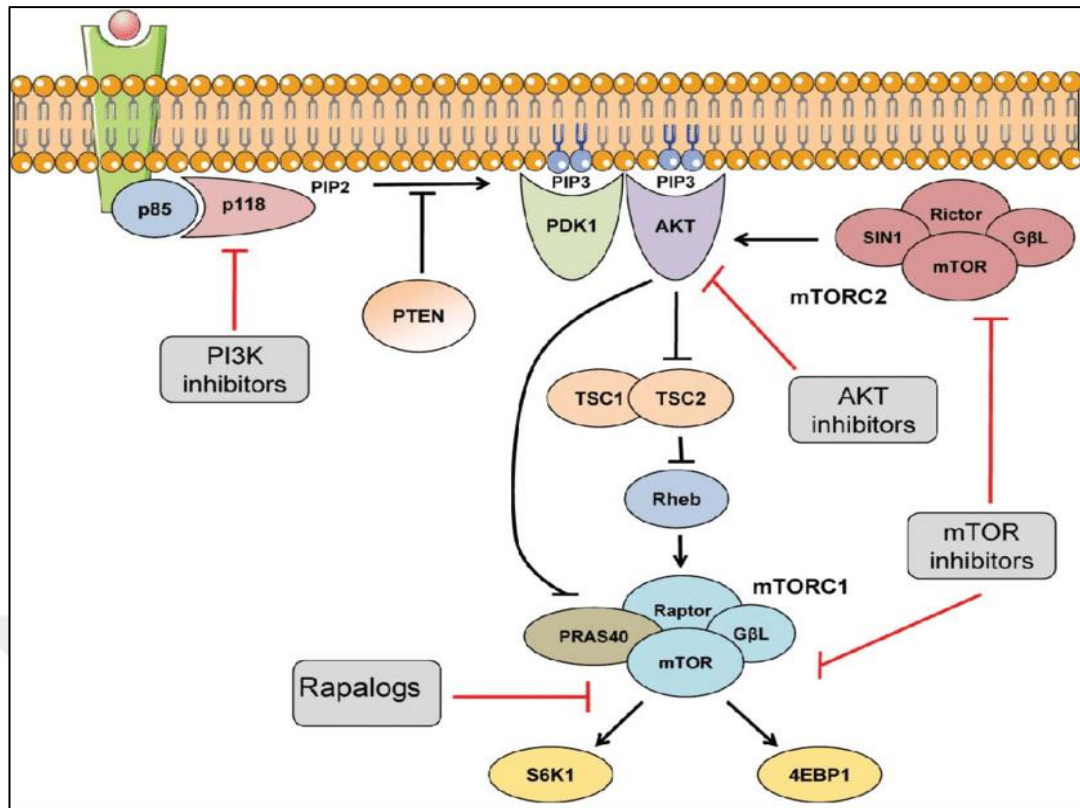 p85
p118
PIP2
PIP3
PIP3
PDK1
AKT
Rictor
SIN1
GβL
mTOR
mTORC2
PTEN
PI3K
inhibitors
TSC1
TSC2
AKT
inhibitors
Rheb
mTOR
inhibitors
mTORC1
Raptor
PRAS40
GβL
mTOR
Rapalogs
S6K1
4EBP1